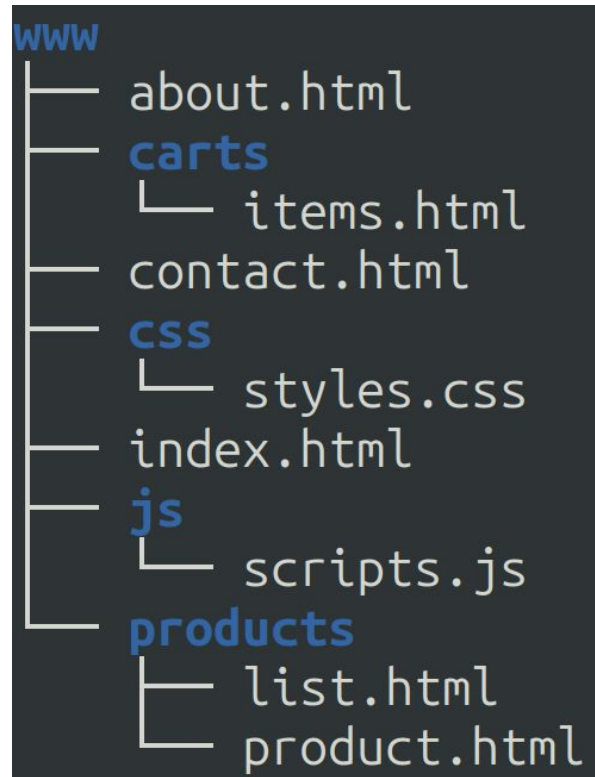 www
about.html
carts
items.html
contact.html
css
styles.css
index.html
js
scripts.js
products
list.html
product.html